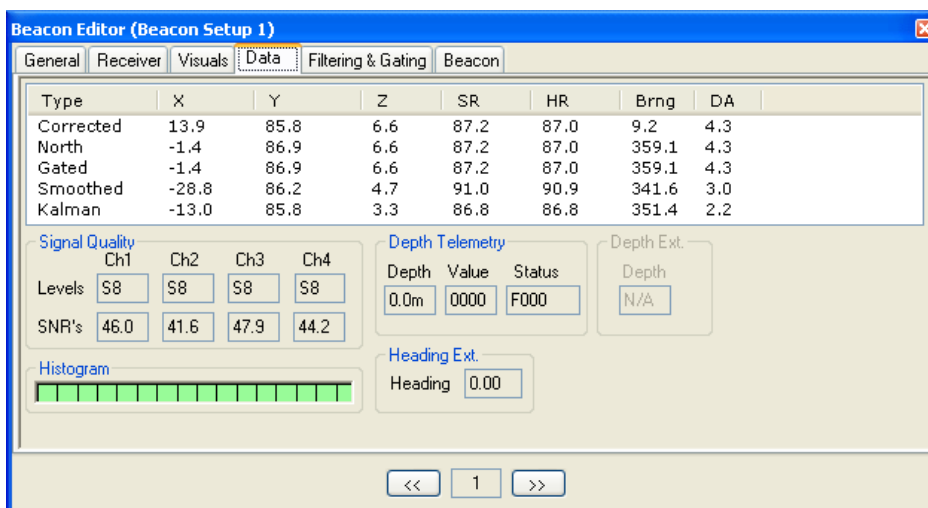 Beacon Editor (Beacon Setup 1)
General Receiver Visuals Data Filtering & Gating Beacon
Type X Y Z SR HR Brng DA
Corrected 13.9 85.8 6.6 87.2 87.0 9.2 4.3
North -1.4 86.9 6.6 87.2 87.0 359.1 4.3
Gated -1.4 86.9 6.6 87.2 87.0 359.1 4.3
Smoothed -28.8 86.2 4.7 91.0 90.9 341.6 3.0
Kalman -13.0 85.8 3.3 86.8 86.8 351.4 2.2
Signal Quality
Ch1 Ch2 Ch3 Ch4
Levels S8 S8 S8 S8
SNR's 46.0 41.6 47.9 44.2
Depth Telemetry
Depth Value Status
0.0m 0000 F000
Depth Ext.
Depth
N/A
Histogram
Heading Ext.
Heading 0.00
<< 1 >>